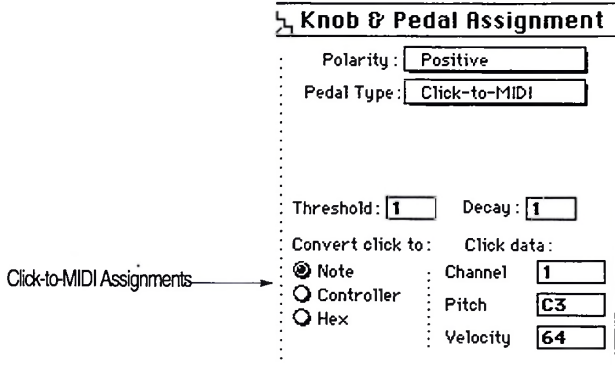 Knob & Pedal Assignment
Polarity: Positive
Pedal Type: Click-to-MIDI
Threshold: 1 Decay: 1
Convert click to: Click data:
Note Channel 1
Controller Pitch C3
Hex Velocity 64
Click-to-MIDI Assignments